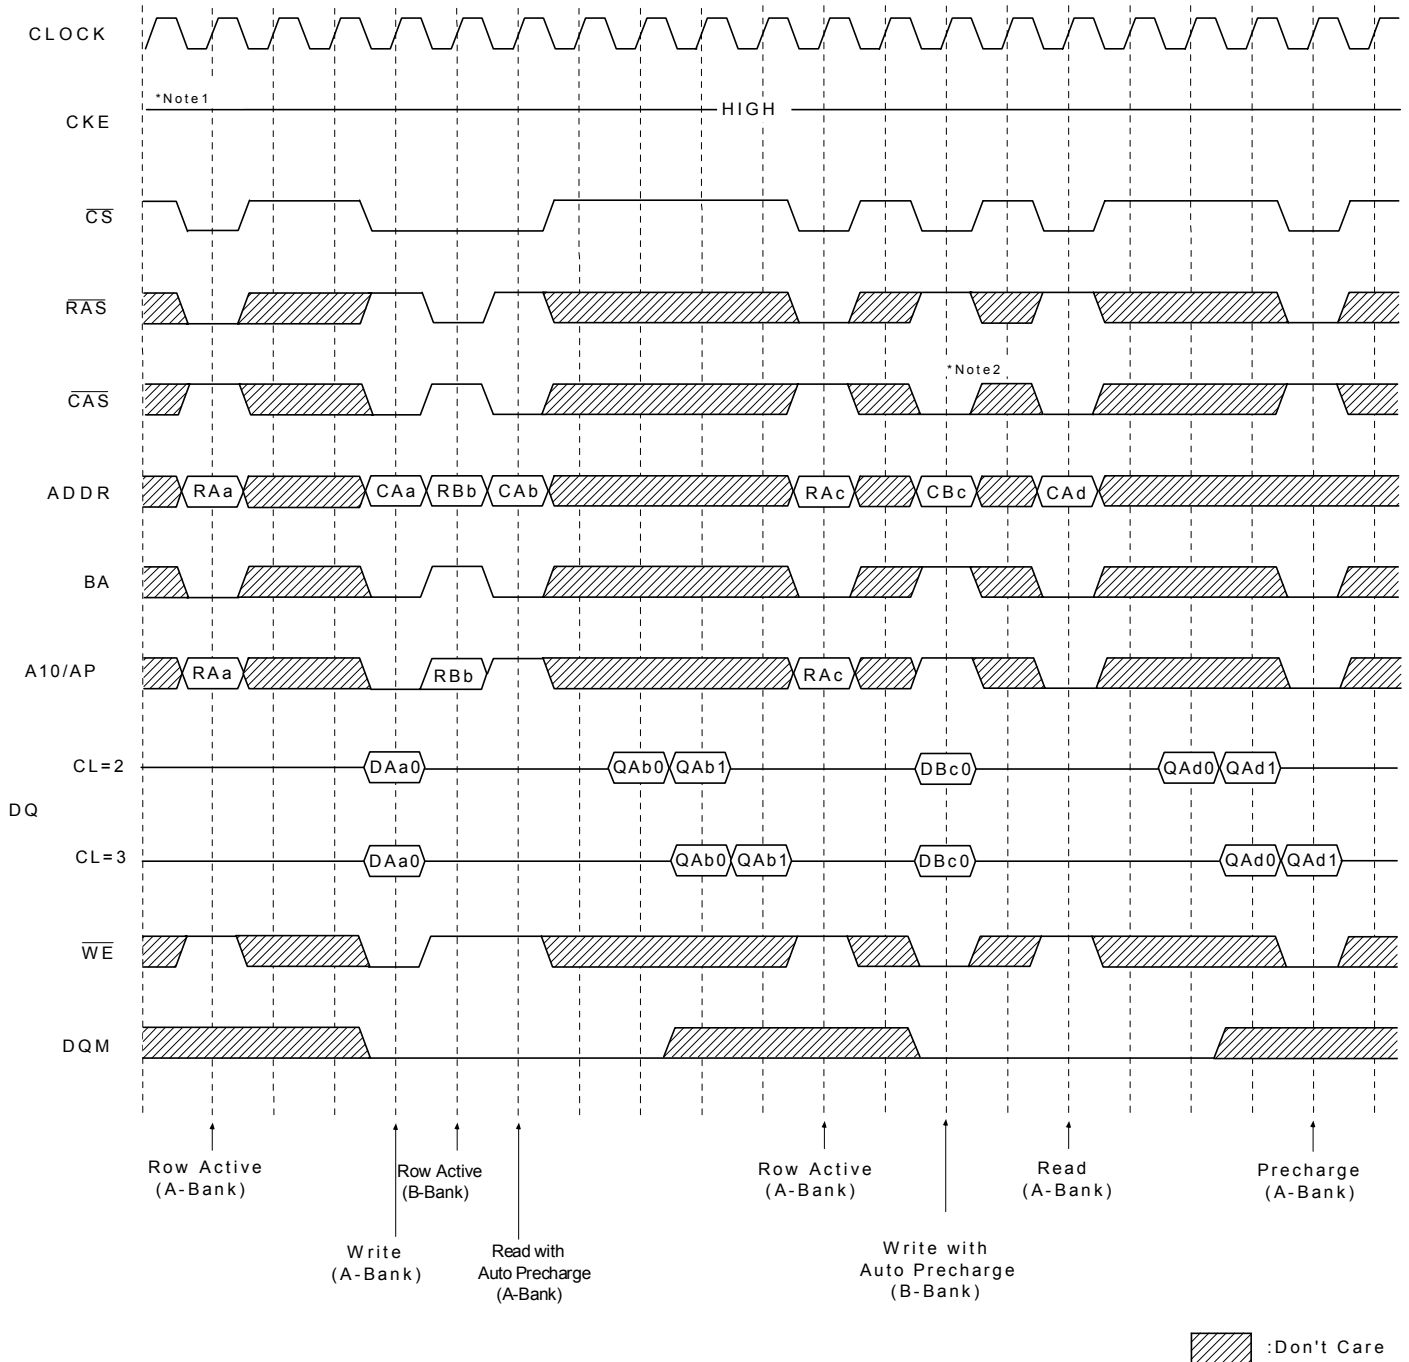 CLOCK
*Note1
HIGH
CKE
CS
RAS
*Note2
CAS
ADDR RAa CAa RBb CAb RAc CBc CAd
BA
A10/AP RAa RBb RAc
CL=2 DAa0 QAb0 QAb1 DBc0 QAd0 QAd1
DQ
CL=3 DAa0 QAb0 QAb1 DBc0 QAd0 QAd1
WE
DQM
Row Active
(A-Bank)
Row Active
(B-Bank)
Row Active
(A-Bank)
Read
(A-Bank)
Precharge
(A-Bank)
Write
(A-Bank)
Read with
Auto Precharge
(A-Bank)
Write with
Auto Precharge
(B-Bank)
:Don't Care